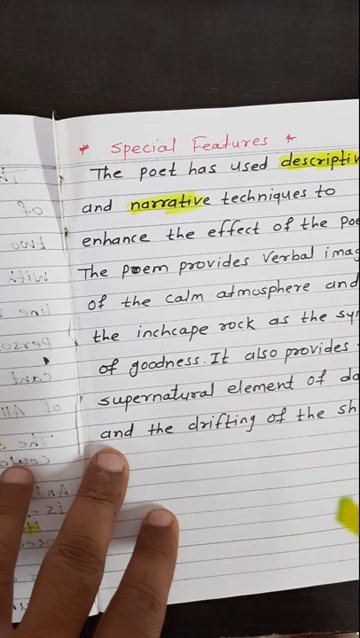 * Special Features *
The poet has used descriptiv
and narrative techniques to
enhance the effect of the Poe
The Poem provides Verbal imag
of the calm atmosphere and
the inchcape rock as the sy
of goodness. It also provides
supernatural element of da
and the drifting of the sh